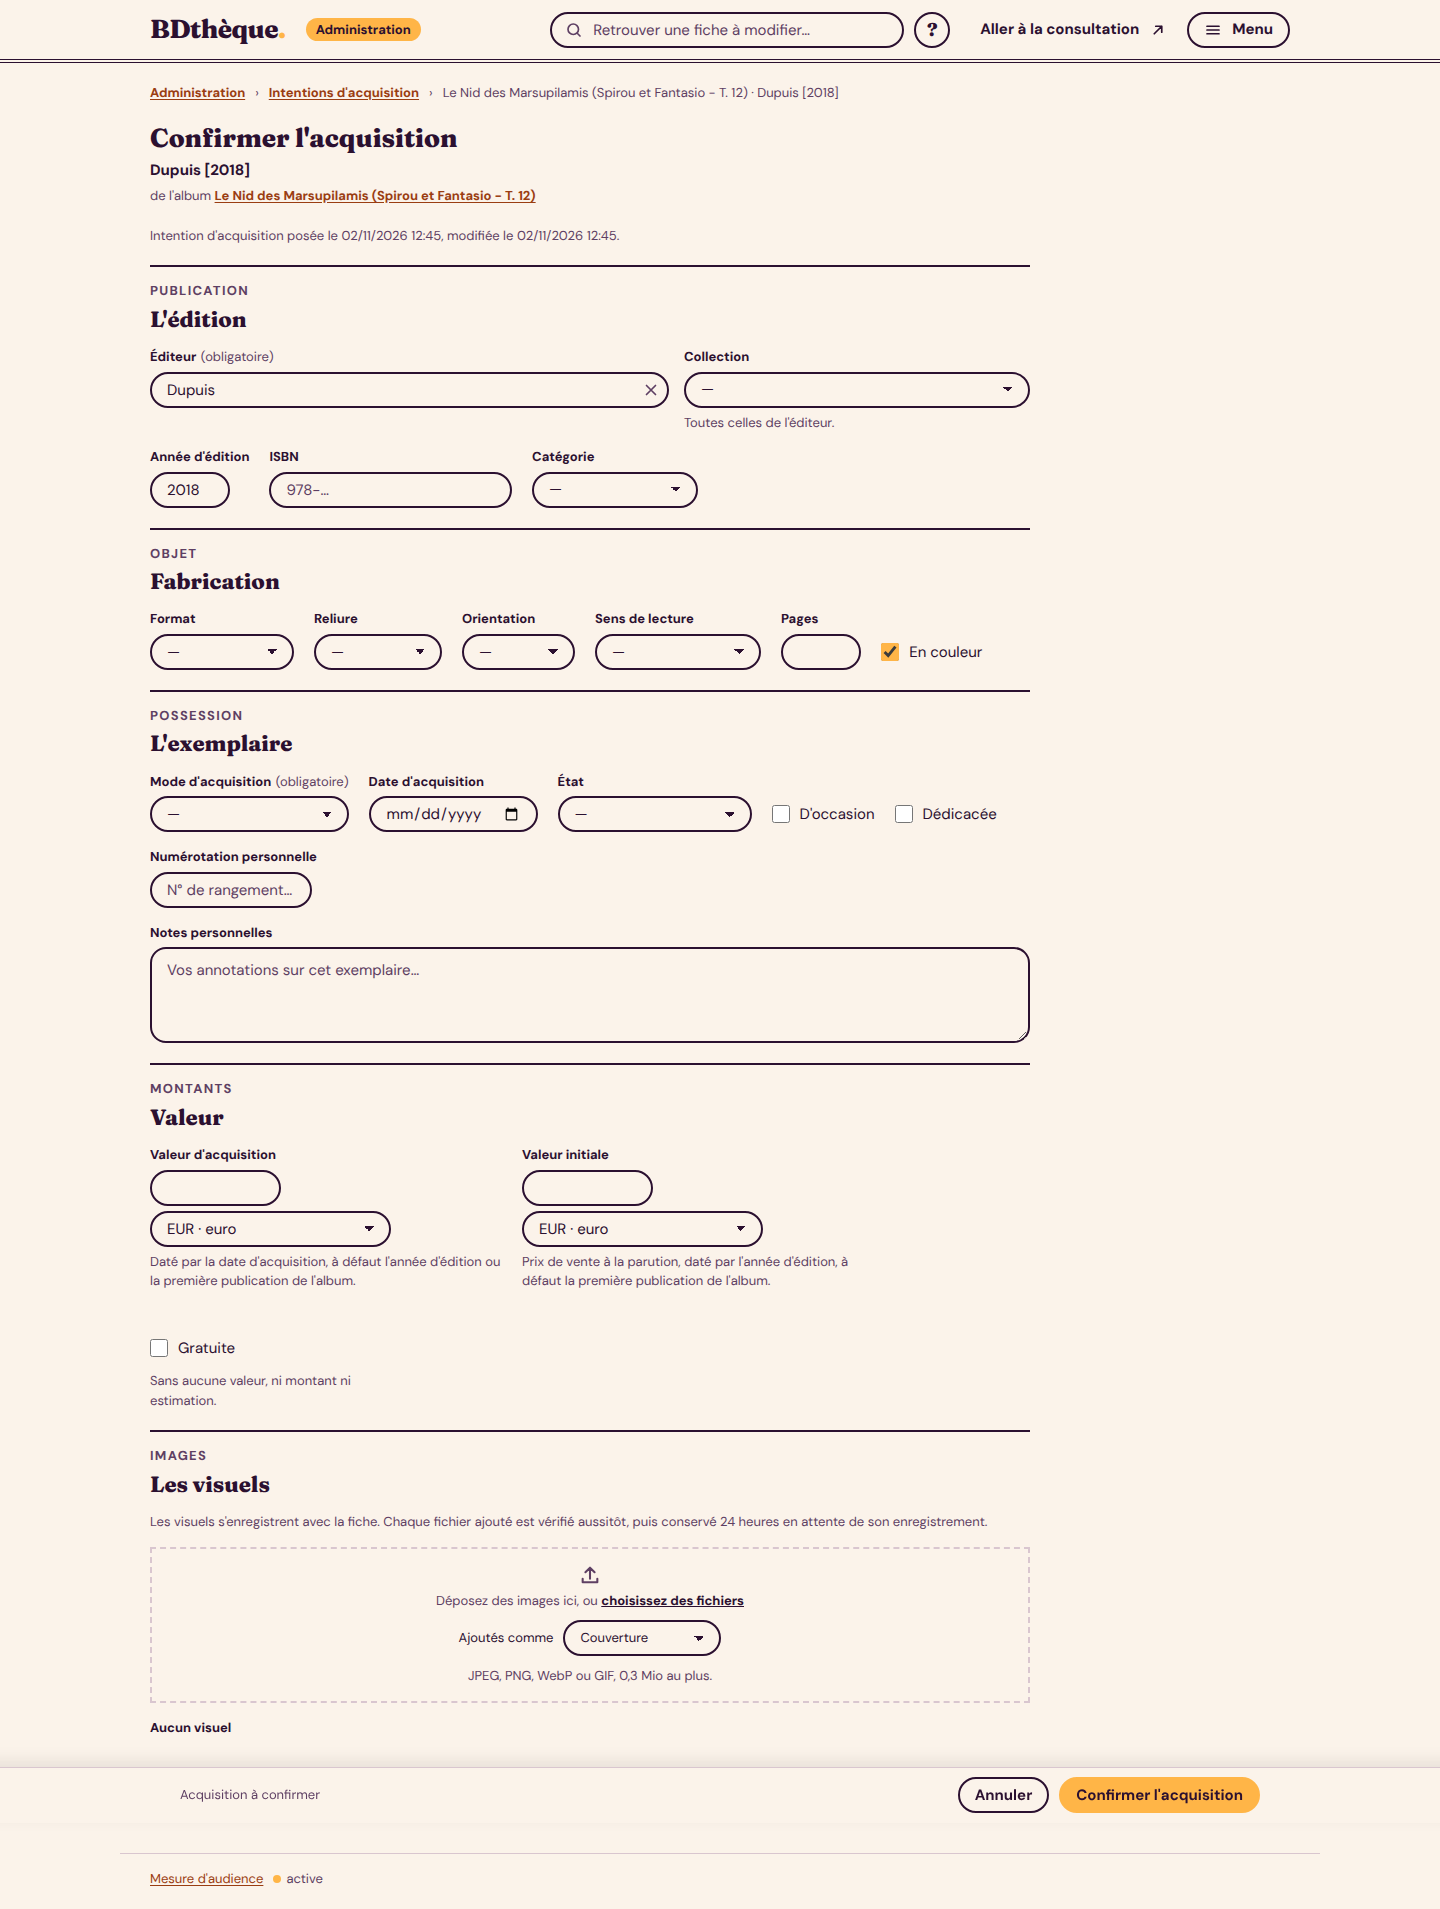 BDthèque.
Administration
Retrouver une fiche à modifier...
?
Aller à la consultation
Menu
Administration › Intentions d'acquisition › Le Nid des Marsupilamis (Spirou et Fantasio - T. 12) · Dupuis [2018]
Confirmer l'acquisition
Dupuis [2018]
de l'album Le Nid des Marsupilamis (Spirou et Fantasio - T. 12)
Intention d'acquisition posée le 02/11/2026 12:45, modifiée le 02/11/2026 12:45.
PUBLICATION
L'édition
Éditeur (obligatoire)
Collection
Dupuis
—
Toutes celles de l'éditeur.
Année d'édition
ISBN
Catégorie
2018
978-...
—
OBJET
Fabrication
Format
Reliure
Orientation
Sens de lecture
Pages
—
—
—
—
En couleur
POSSESSION
L'exemplaire
Mode d'acquisition (obligatoire)
Date d'acquisition
État
—
mm/dd/yyyy
—
D'occasion
Dédicacée
Numérotation personnelle
N° de rangement...
Notes personnelles
Vos annotations sur cet exemplaire...
MONTANTS
Valeur
Valeur d'acquisition
Valeur initiale
EUR · euro
EUR · euro
Daté par la date d'acquisition, à défaut l'année d'édition ou
la première publication de l'album.
Prix de vente à la parution, daté par l'année d'édition, à
défaut la première publication de l'album.
Gratuite
Sans aucune valeur, ni montant ni
estimation.
IMAGES
Les visuels
Les visuels s'enregistrent avec la fiche. Chaque fichier ajouté est vérifié aussitôt, puis conservé 24 heures en attente de son enregistrement.
Déposez des images ici, ou choisissez des fichiers
Ajoutés comme
Couverture
JPEG, PNG, WebP ou GIF, 0,3 Mio au plus.
Aucun visuel
Acquisition à confirmer
Annuler
Confirmer l'acquisition
Mesure d'audience
active